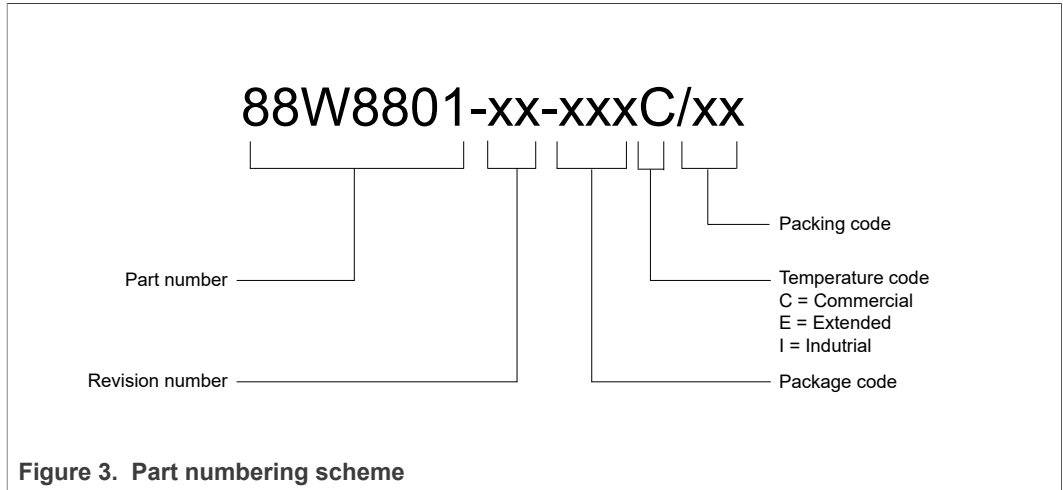 88W8801-xx-xxxC/xx
Packing code
Part number
Temperature code
C = Commercial
E = Extended
I = Indutrial
Revision number
Package code
Figure 3. Part numbering scheme